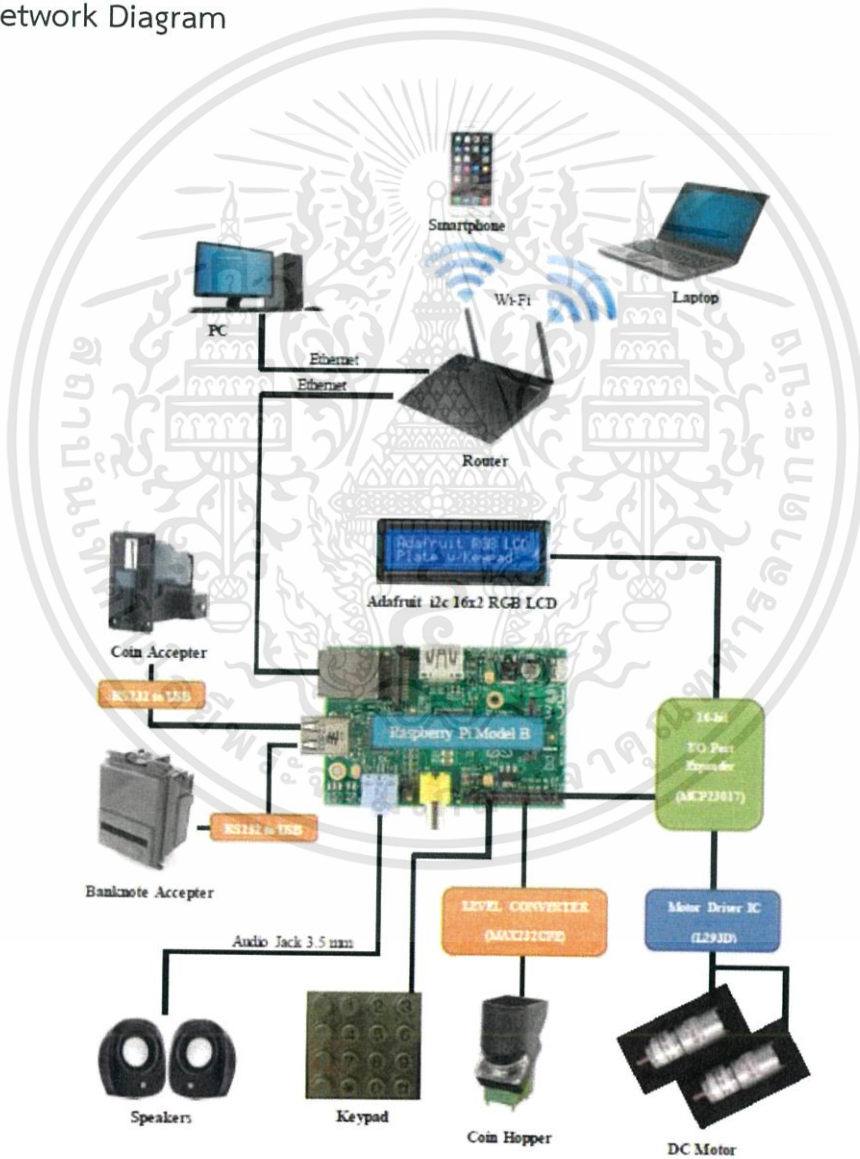 etwork Diagram
Smartphone
Wi-Fi
Laptop
PC
Ethernet
Ethernet
Router
Adafruit RGB LCD
Plate w/Keypad
Adafruit i2c 16x2 RGB LCD
Coin Accepter
RS232 to USB
Raspberry Pi Model B
16-bit
I/O Port
Expander
(MCP23017)
RS232 to USB
Banknote Accepter
LEVEL CONVERTER
(MAX232CPE)
Motor Driver IC
(L293D)
Audio Jack 3.5 mm
Speakers
Keypad
Coin Hopper
DC Motor